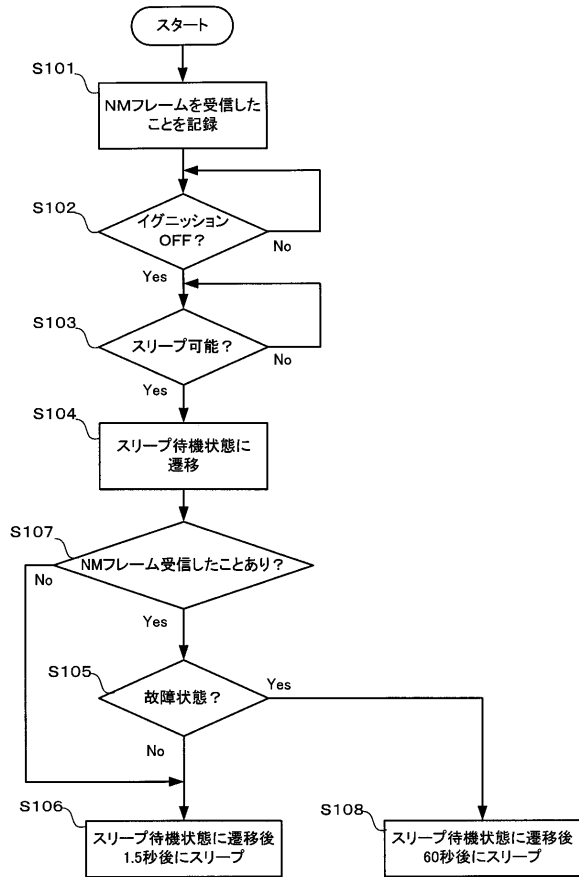 スタート
S101
NMフレームを受信した
ことを記録
S102
イグニッション
OFF?
No
Yes
S103
スリープ可能?
No
Yes
S104
スリープ待機状態に
遷移
S107
NMフレーム受信したことあり?
No
Yes
S105
故障状態?
Yes
No
S106
スリープ待機状態に遷移後
1.5秒後にスリープ
S108
スリープ待機状態に遷移後
60秒後にスリープ